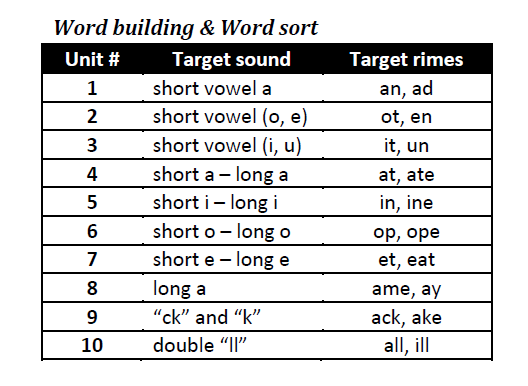 Word building & Word sort
Unit # Target sound Target rimes
1 short vowel a an, ad
2 short vowel (o, e) ot, en
3 short vowel (i, u) it, un
4 short a – long a at, ate
5 short i – long i in, ine
6 short o – long o op, ope
7 short e – long e et, eat
8 long a ame, ay
9 “ck” and “k” ack, ake
10 double “ll” all, ill